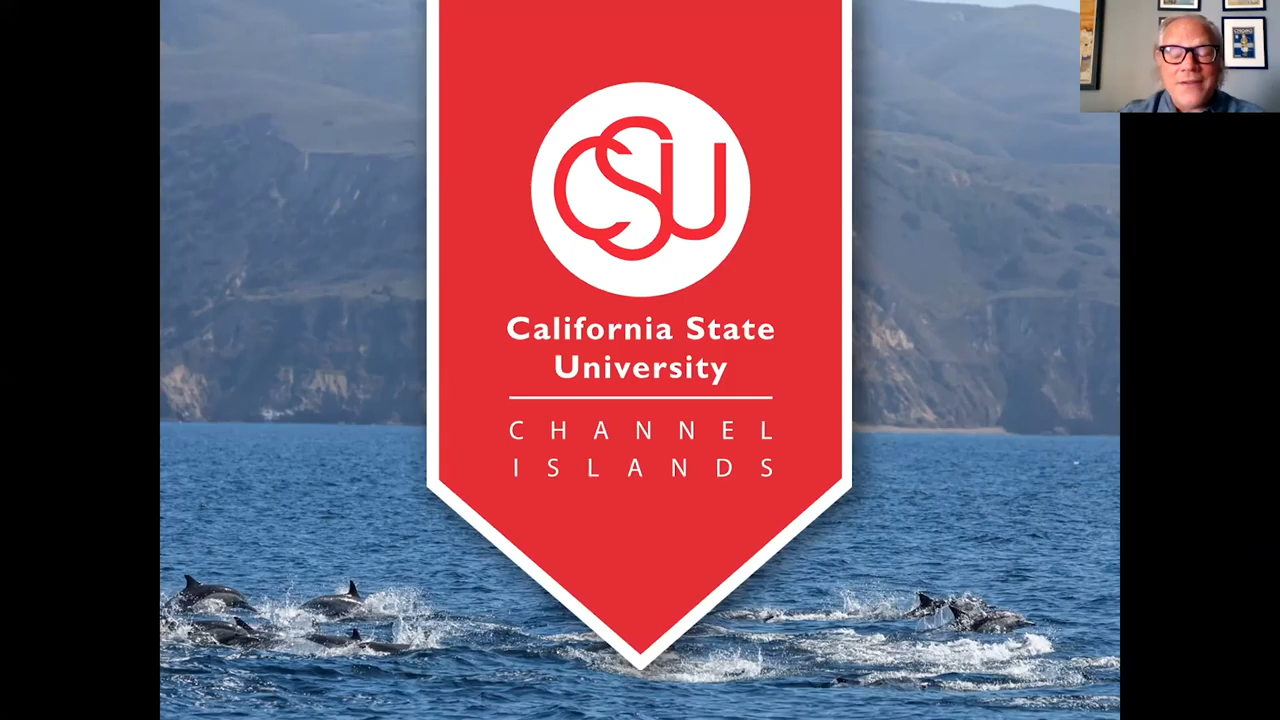 CSU
California State
University
CHANNEL
ISLANDS